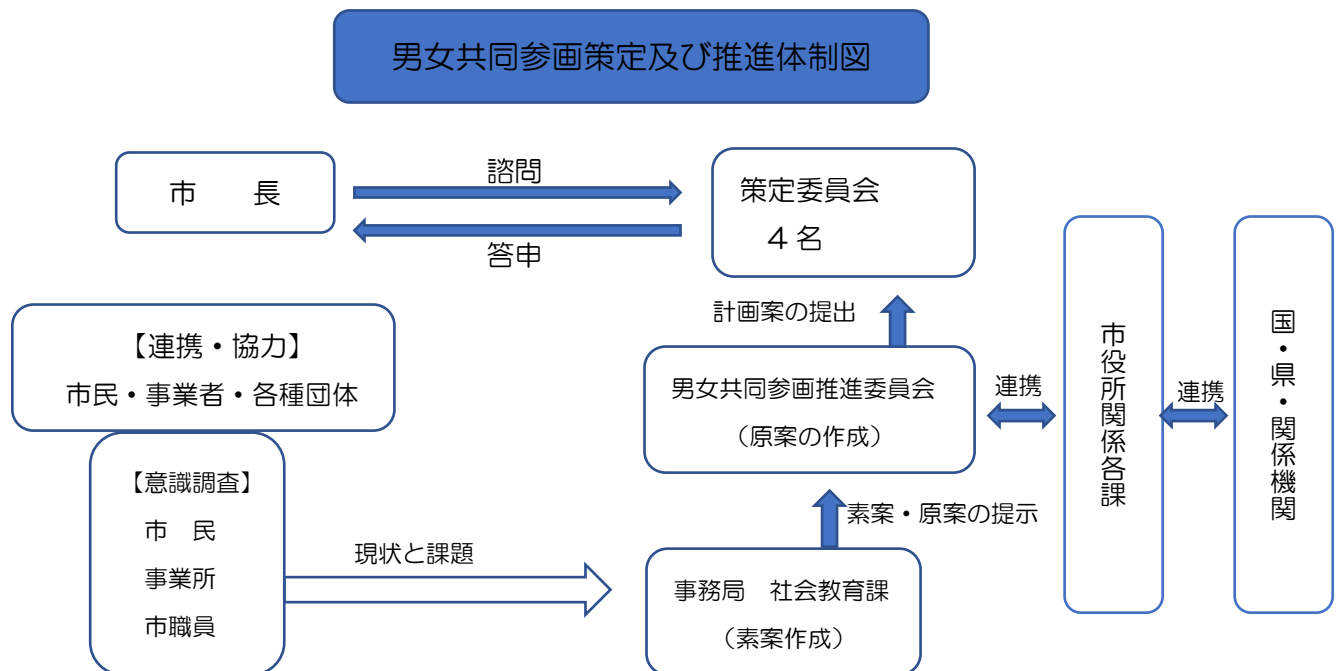 男女共同参画策定及び推進体制図
市　長
諮問
答申
策定委員会
４名
計画案の提出
【連携・協力】
市民・事業者・各種団体
男女共同参画推進委員会
（原案の作成）
連携
市役所関係各課
連携
国・県・関係機関
【意識調査】
市　民
事業所
市職員
現状と課題
素案・原案の提示
事務局　社会教育課
（素案作成）